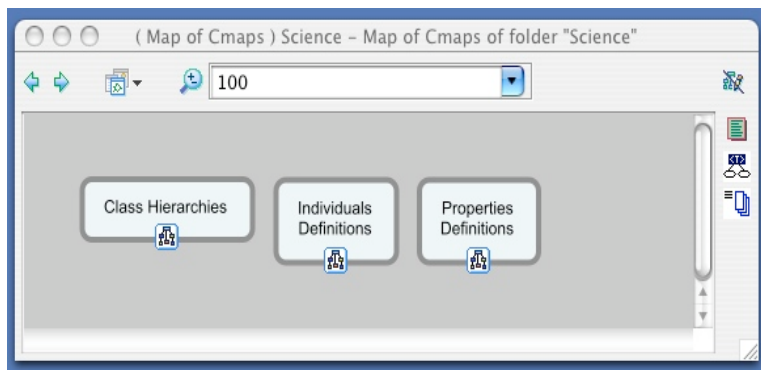 ( Map of Cmaps ) Science – Map of Cmaps of folder "Science"
100
Class Hierarchies
Individuals
Definitions
Properties
Definitions
<T>